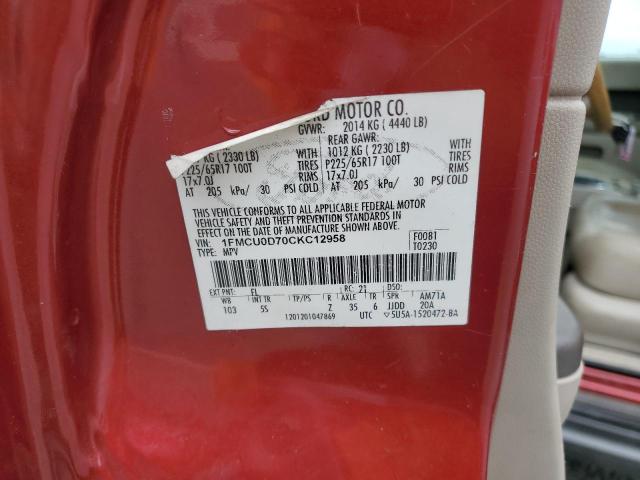 ORD MOTOR CO.
GVWR: 2014 KG ( 4440 LB)
REAR GAWR:
KG ( 2330 LB) WITH 1012 KG ( 2230 LB) WITH
P225/65R17 100T TIRES P225/65R17 100T TIRES
17x7.0J RIMS 17x7.0J RIMS
AT 205 kPa/ 30 PSI COLD AT 205 kPa/ 30 PSI COLD
THIS VEHICLE CONFORMS TO ALL APPLICABLE FEDERAL MOTOR
VEHICLE SAFETY AND THEFT PREVENTION STANDARDS IN
EFFECT ON THE DATE OF MANUFACTURE SHOWN ABOVE.
VIN: 1FMCU0D70CKC12958 F0081
TYPE: MPV T0230
EXT PNT: EL RC: 21 DSO:
WB INT TR TP/PS R AXLE TR SPR AM71A
103 5S Z 35 6 JJDD 20A
1201201047869 UTC ▽5U5A-1520472-BA